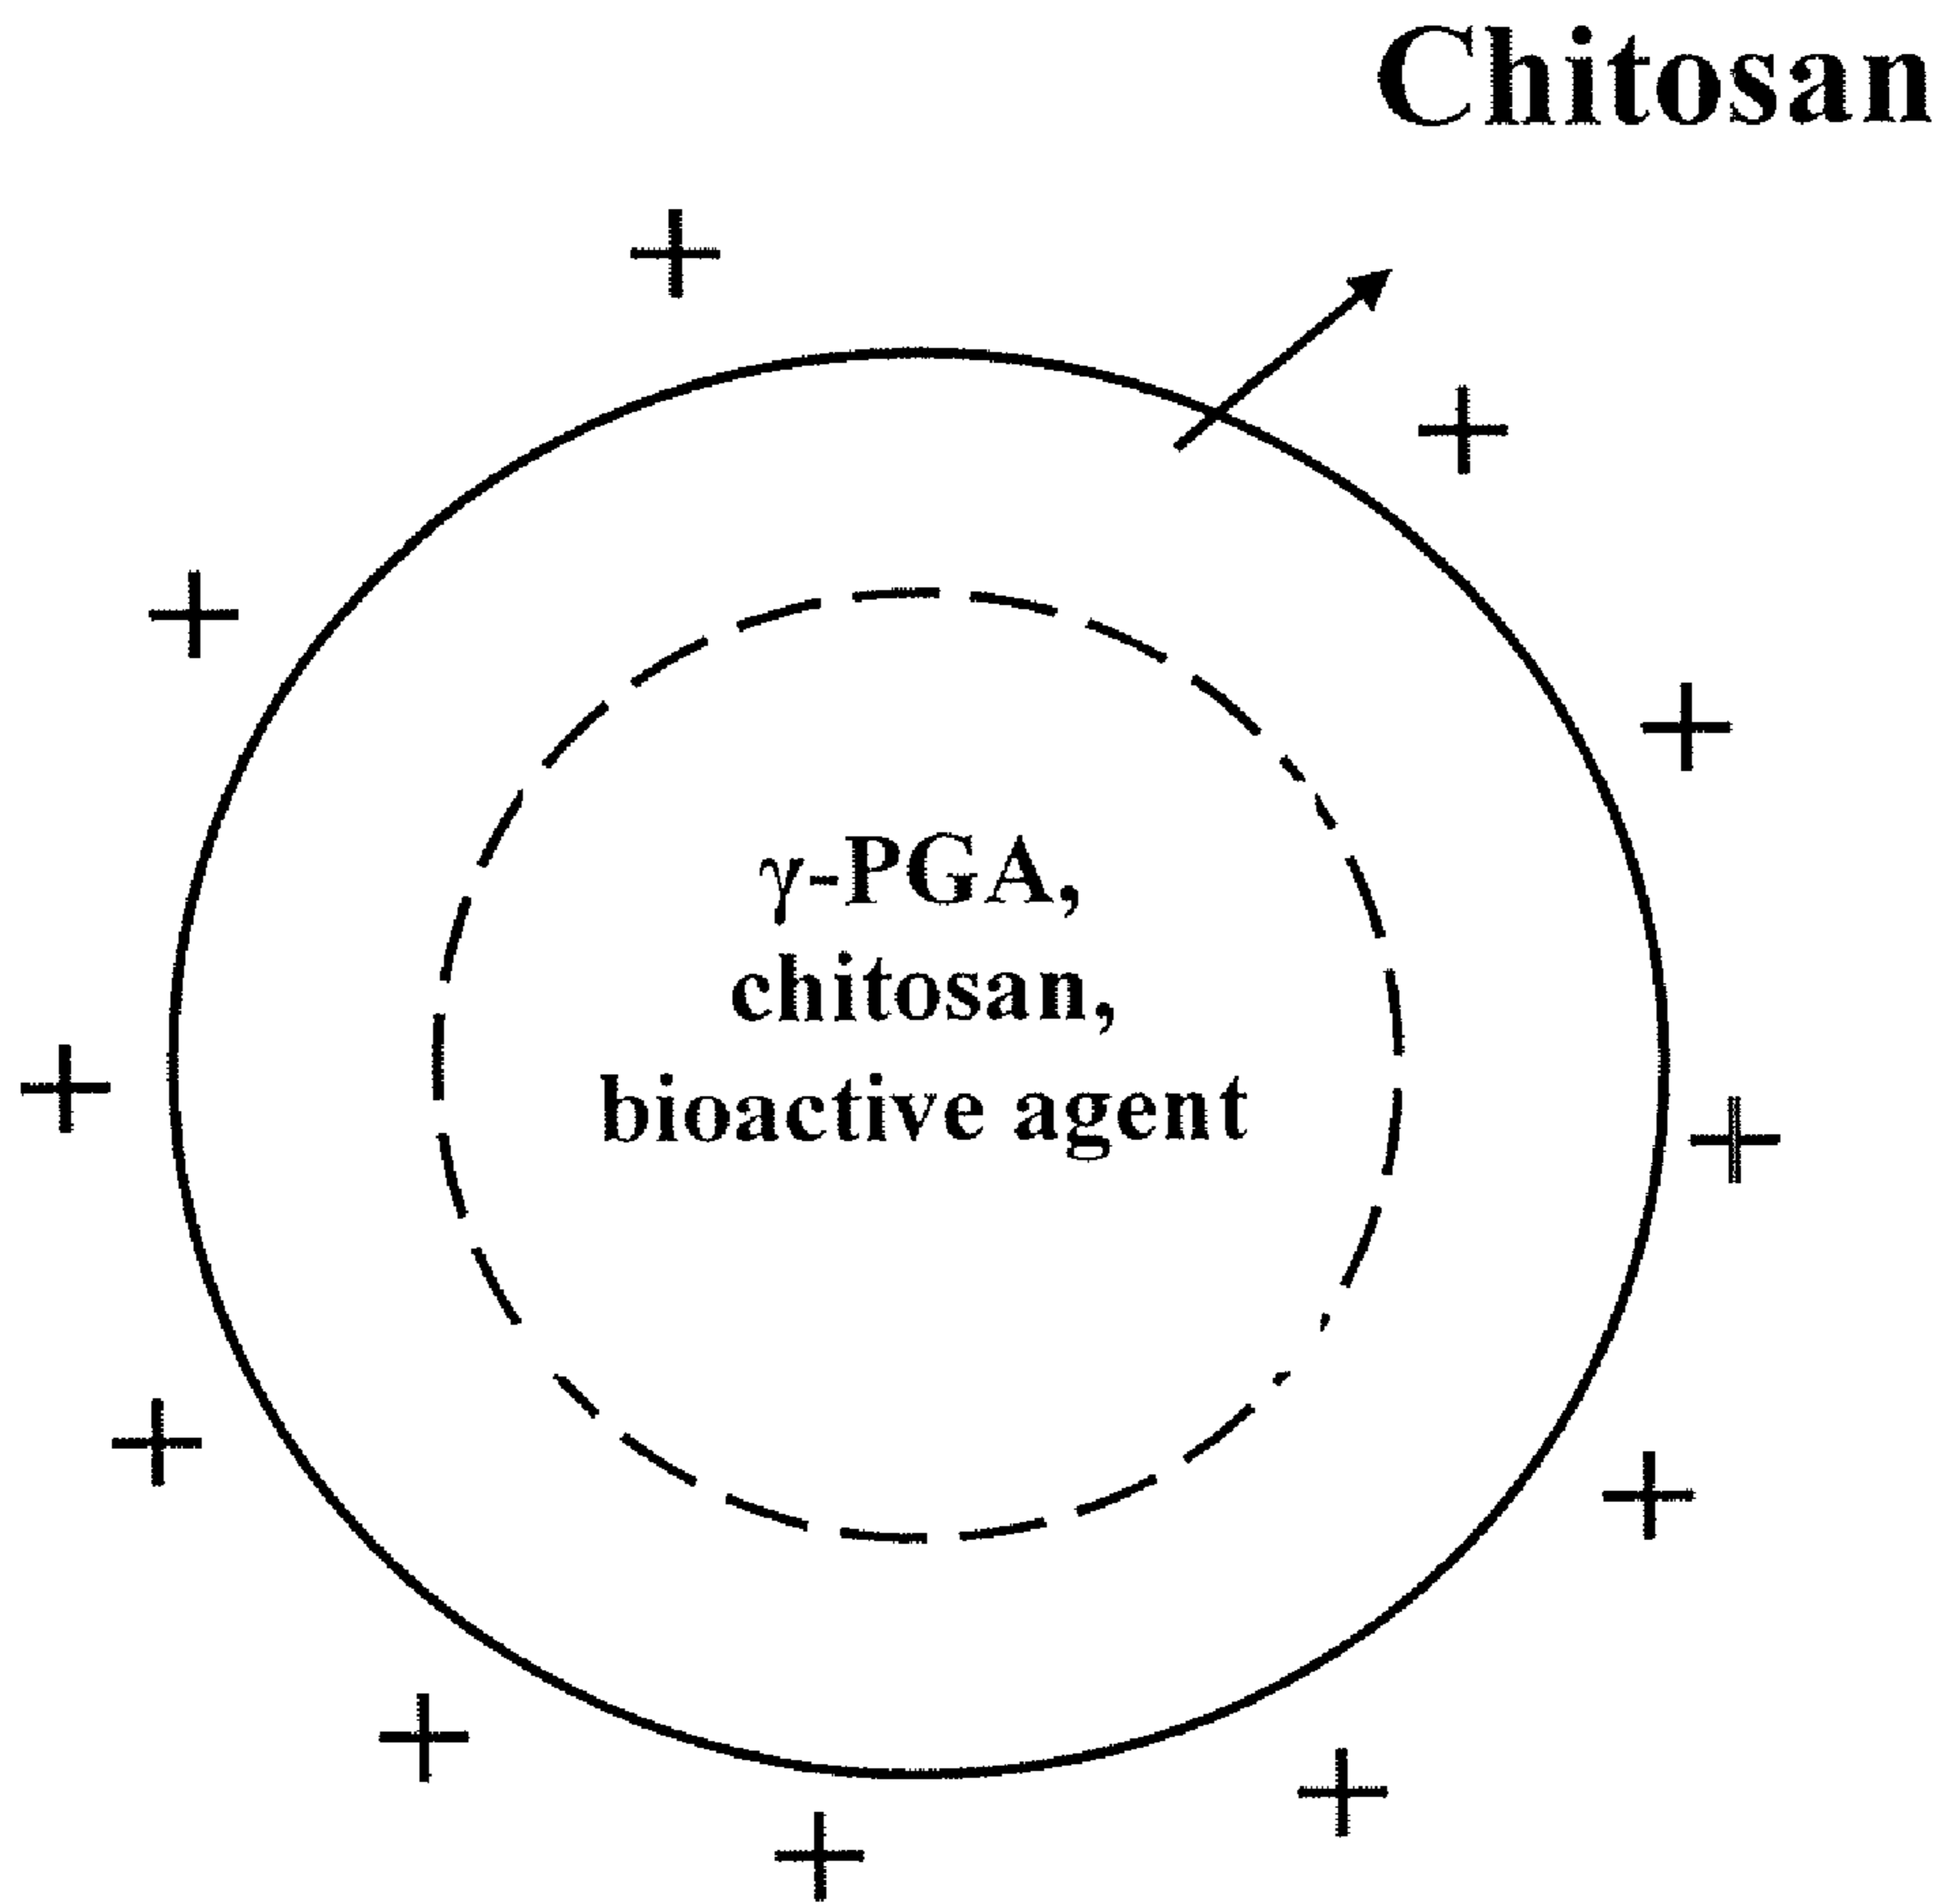 Chitosan
γ-PGA,
chitosan,
bioactive agent